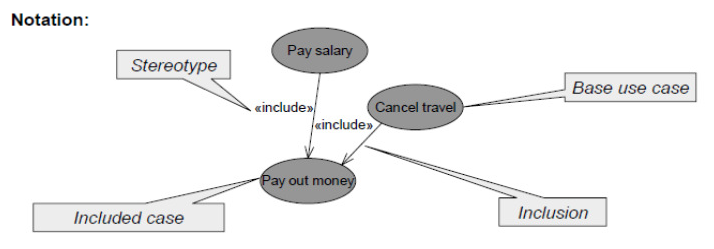 Notation:
Pay salary
Stereotype
Base use case
«include»
Cancel travel
«include»
Pay out money
Included case
Inclusion